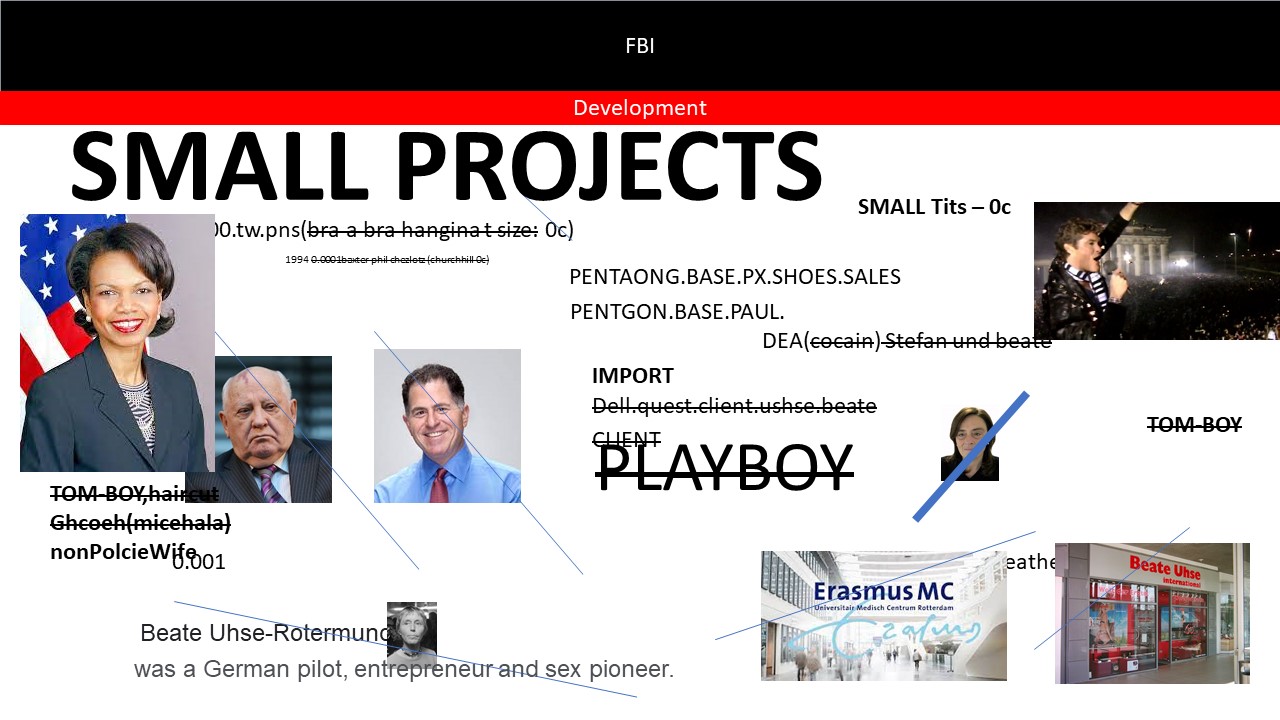 FBI
Development
SMALL PROJECTS
SMALL Tits – 0c
00.tw.pns(bra a bra hangina t size: 0c)
1994 0.0001baxter phil chezlotz (churchhill 0c)
PENTAONG.BASE.PX.SHOES.SALES
PENTGON.BASE.PAUL.
DEA(cocain) Stefan und beate
IMPORT
Dell.quest.client.ushse.beate
CLIENT
PLAYBOY
TOM-BOY
TOM-BOY,haircut
Ghcoeh(micehala)
nonPolcieWife
0.001
eathe
Erasmus MC
Universitair Medisch Centrum Rotterdam
Erasmus
Beate Uhse
international
Beate Uhse-Rotermund
was a German pilot, entrepreneur and sex pioneer.